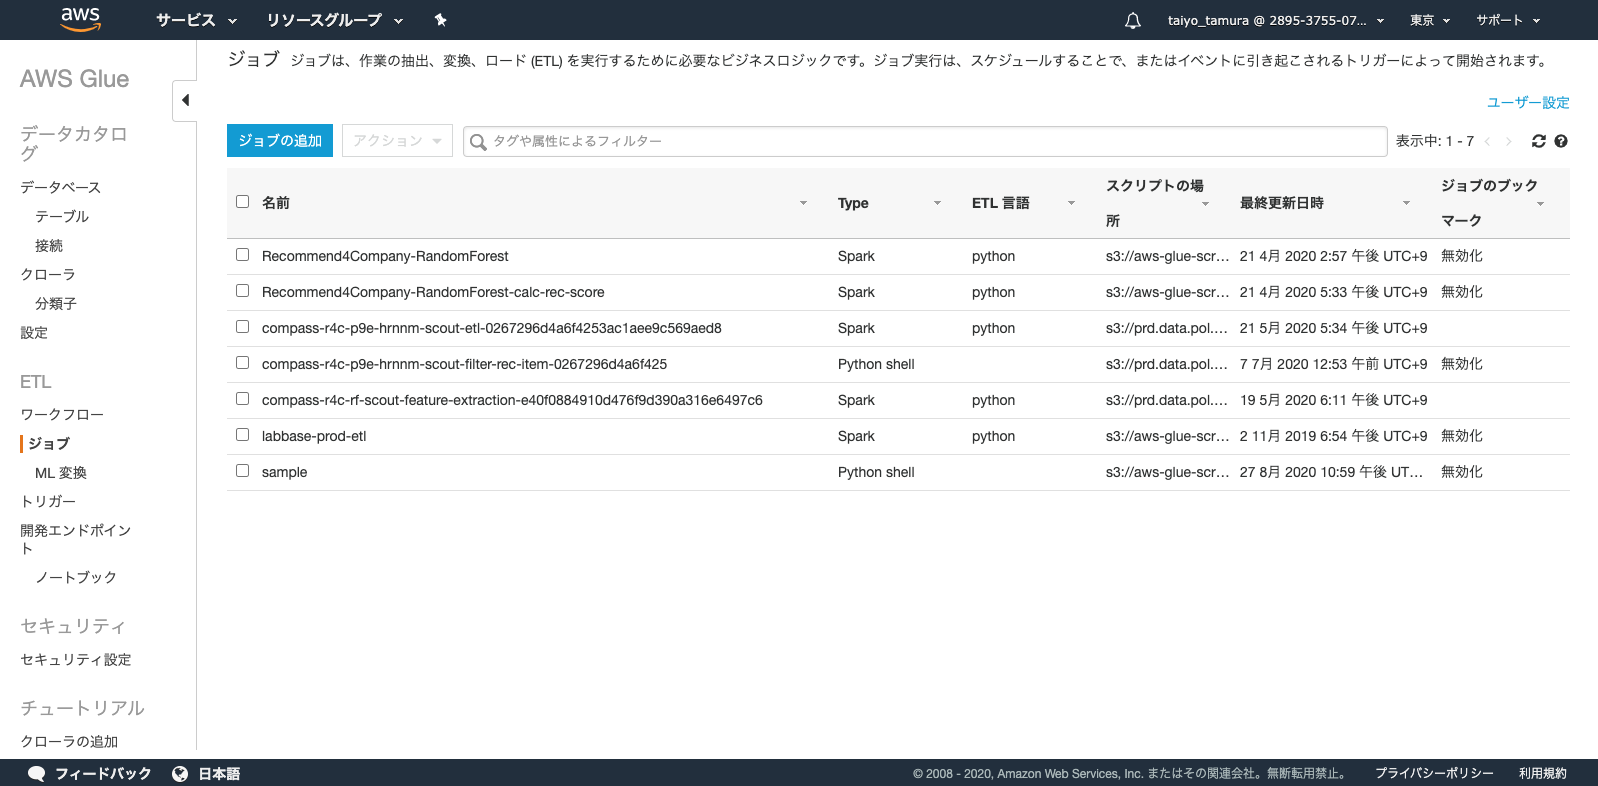 aws サービス リソースグループ taiyo_tamura @ 2895-3755-07... 東京 サポート
AWS Glue
データカタロ
グ
データベース
テーブル
接続
クローラ
分類子
設定
ETL
ワークフロー
ジョブ
ML 変換
トリガー
開発エンドポイン
ト
ノートブック
セキュリティ
セキュリティ設定
チュートリアル
クローラの追加
ジョブ ジョブは、作業の抽出、変換、ロード (ETL) を実行するために必要なビジネスロジックです。ジョブ実行は、スケジュールすることで、またはイベントに引き起こされるトリガーによって開始されます。
ユーザー設定
ジョブの追加 アクション タグや属性によるフィルター 表示中: 1 - 7
名前 Type ETL 言語 スクリプトの場所 最終更新日時 ジョブのブックマーク
Recommend4Company-RandomForest Spark python s3://aws-glue-scr... 21 4月 2020 2:57 午後 UTC+9 無効化
Recommend4Company-RandomForest-calc-rec-score Spark python s3://aws-glue-scr... 21 4月 2020 5:33 午後 UTC+9 無効化
compass-r4c-p9e-hrnnm-scout-etl-0267296d4a6f4253ac1aee9c569aed8 Spark python s3://prd.data.pol.... 21 5月 2020 5:34 午後 UTC+9
compass-r4c-p9e-hrnnm-scout-filter-rec-item-0267296d4a6f425 Python shell s3://prd.data.pol.... 7 7月 2020 12:53 午前 UTC+9 無効化
compass-r4c-rf-scout-feature-extraction-e40f0884910d476f9d390a316e6497c6 Spark python s3://prd.data.pol.... 19 5月 2020 6:11 午後 UTC+9
labbase-prod-etl Spark python s3://aws-glue-scr... 2 11月 2019 6:54 午後 UTC+9 無効化
sample Python shell s3://aws-glue-scr... 27 8月 2020 10:59 午後 UT... 無効化
フィードバック 日本語 © 2008 - 2020, Amazon Web Services, Inc. またはその関連会社。無断転用禁止。 プライバシーポリシー 利用規約